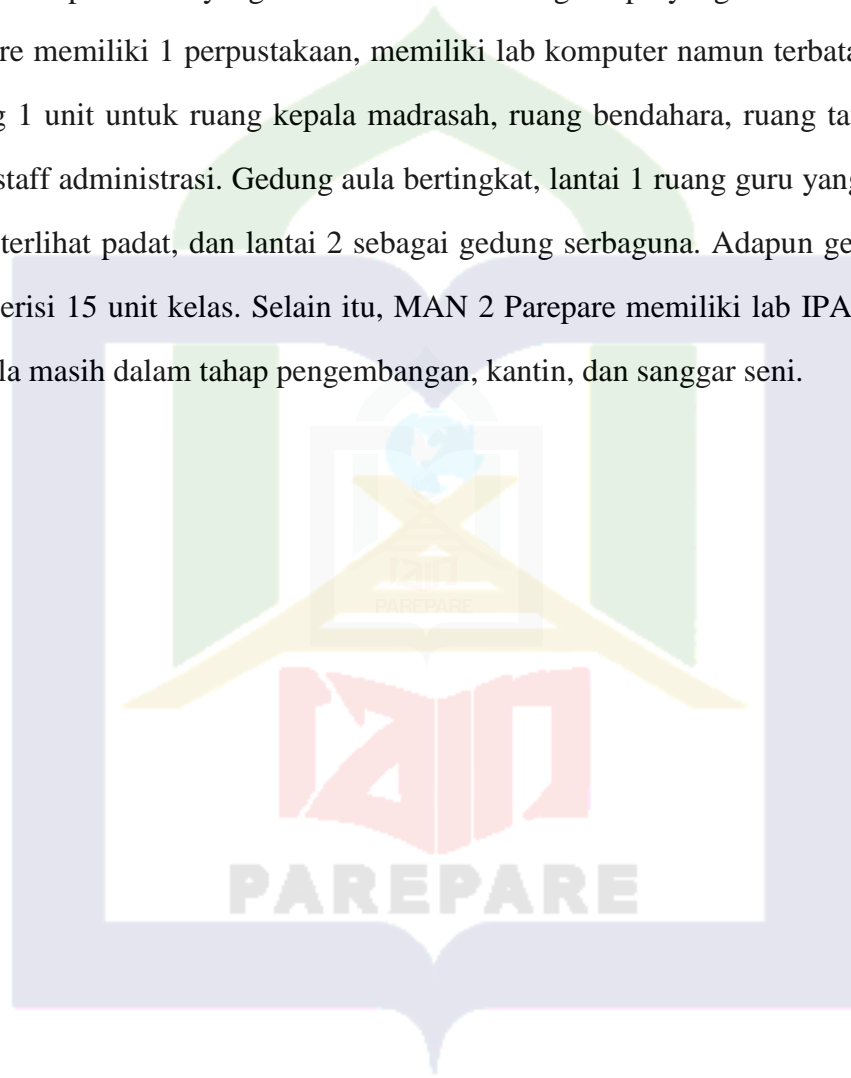 re memiliki 1 perpustakaan, memiliki lab komputer namun terbata
g 1 unit untuk ruang kepala madrasah, ruang bendahara, ruang ta
staff administrasi. Gedung aula bertingkat, lantai 1 ruang guru yang
terlihat padat, dan lantai 2 sebagai gedung serbaguna. Adapun ge
erisi 15 unit kelas. Selain itu, MAN 2 Parepare memiliki lab IPA
la masih dalam tahap pengembangan, kantin, dan sanggar seni.
PAREPARE
PAREPARE